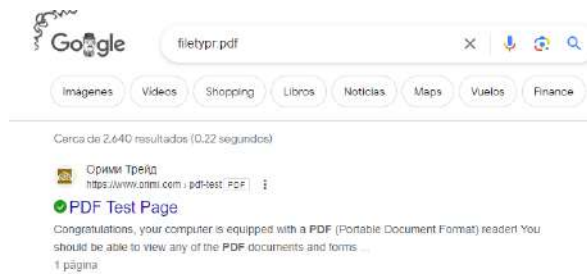 Google
filetypr.pdf
Imágenes Vídeos Shopping Libros Noticias Maps Vuelos Finance
Cerca de 2,640 resultados (0.22 segundos)
Орими Трейд
https://www.orimi.com › pdf-test PDF
PDF Test Page
Congratulations, your computer is equipped with a PDF (Portable Document Format) reader! You
should be able to view any of the PDF documents and forms ...
1 página